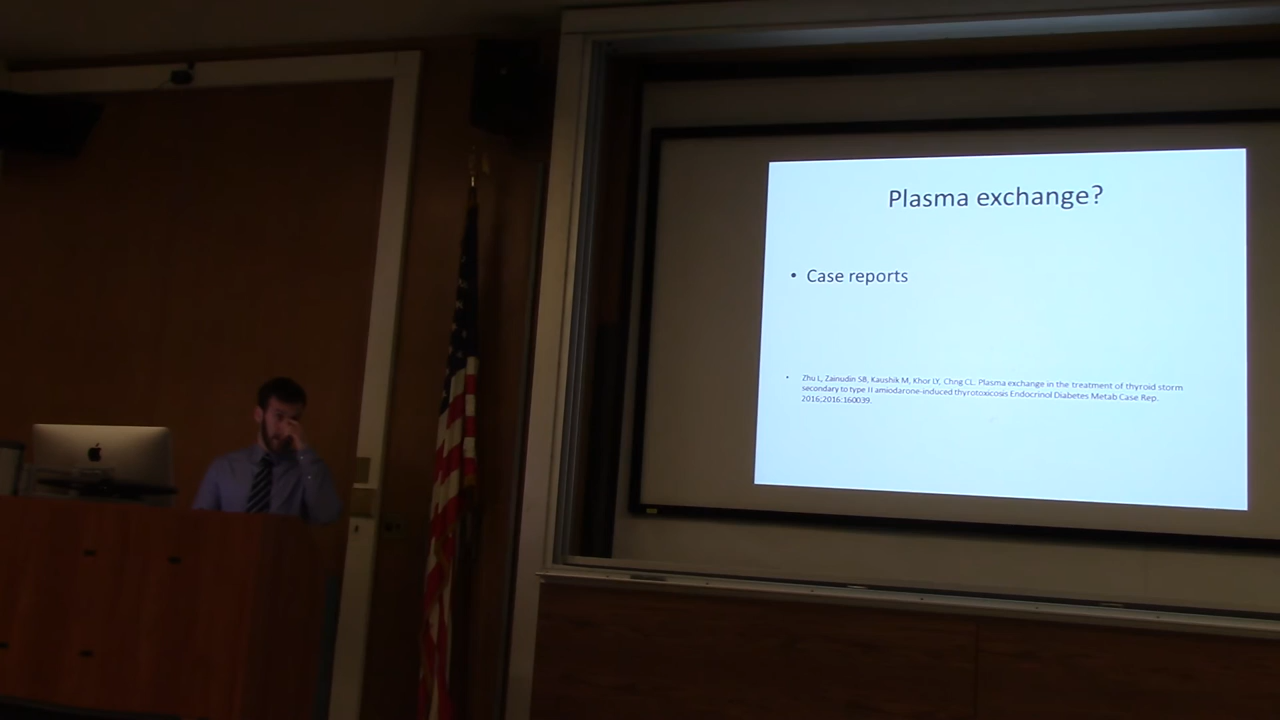 Plasma exchange?
• Case reports
• Zhu L, Zainudin SB, Kaushik M, Khor LY, Chng CL. Plasma exchange in the treatment of thyroid storm
secondary to type II amiodarone-induced thyrotoxicosis Endocrinol Diabetes Metab Case Rep.
2016;2016:160039.